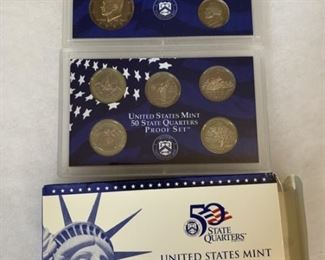 UNITED STATES MINT
50 STATE QUARTERS
PROOF SET
50
STATE
QUARTERS
UNITED STATES MINT